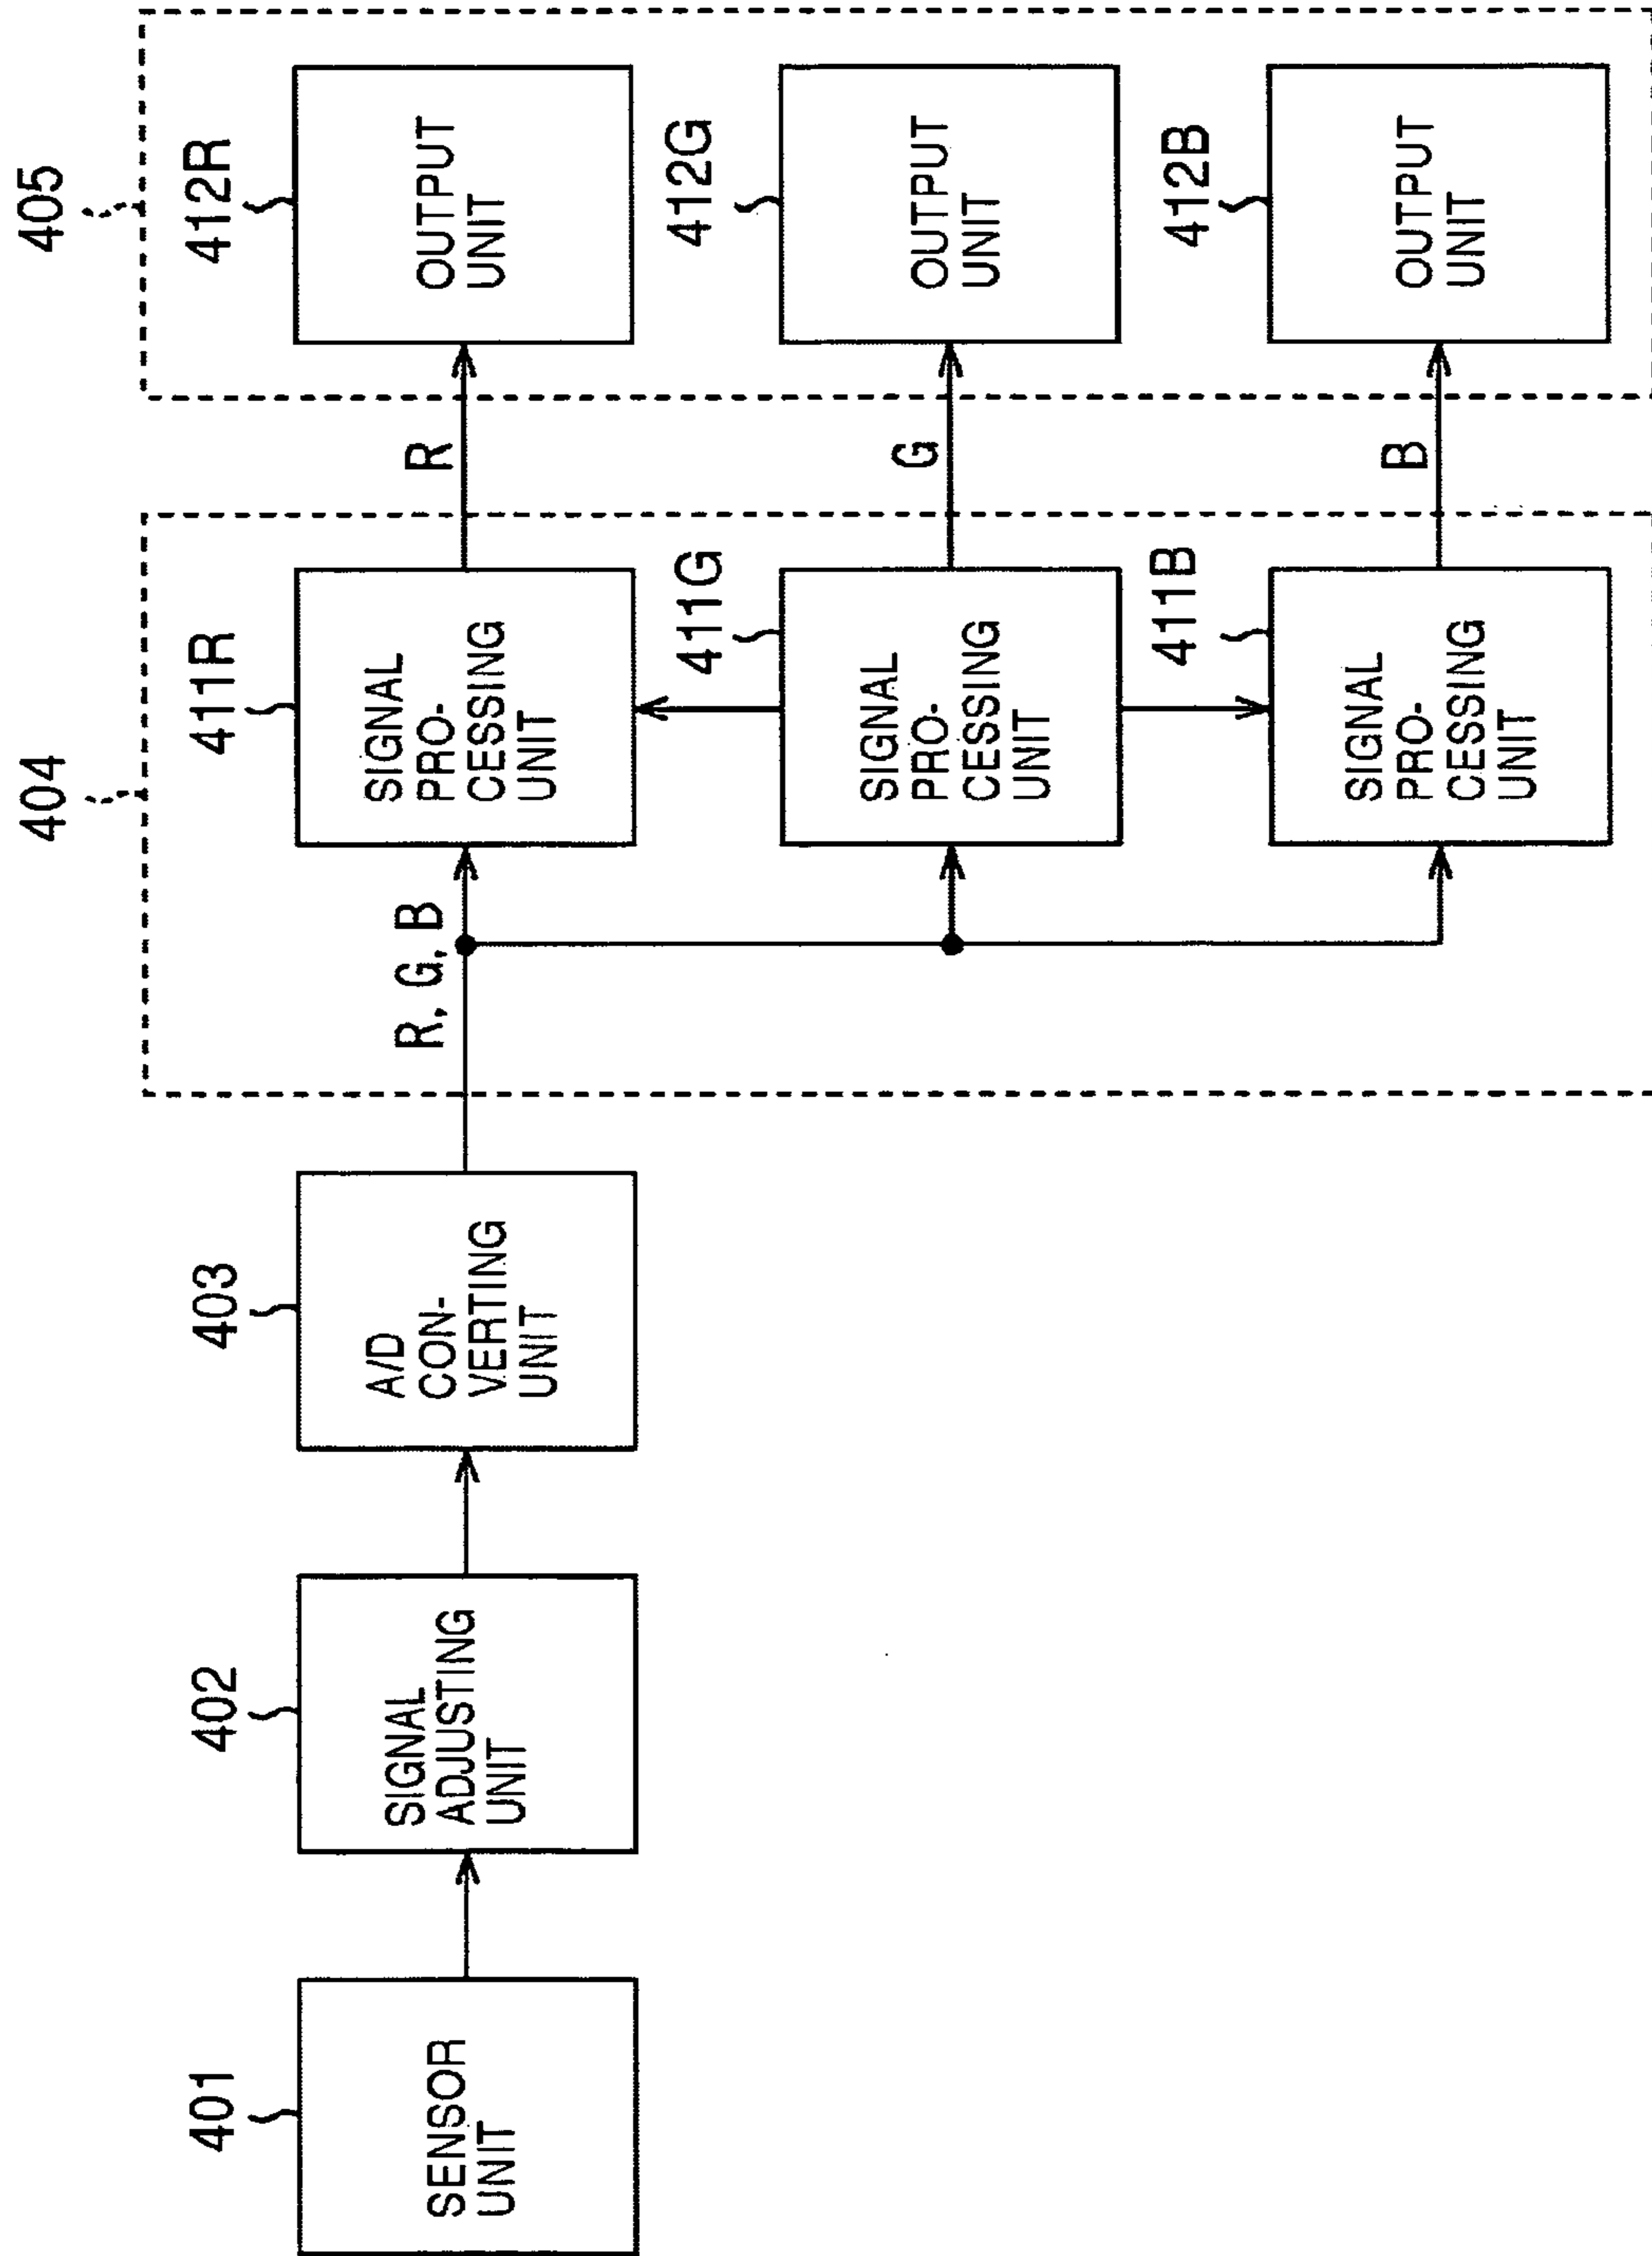 401
SENSOR
UNIT
402
SIGNAL
ADJUSTING
UNIT
403
A/D
CON-
VERTING
UNIT
404
R, G, B
411R
SIGNAL
PRO-
CESSING
UNIT
411G
SIGNAL
PRO-
CESSING
UNIT
411B
SIGNAL
PRO-
CESSING
UNIT
R
G
B
405
412R
OUTPUT
UNIT
412G
OUTPUT
UNIT
412B
OUTPUT
UNIT